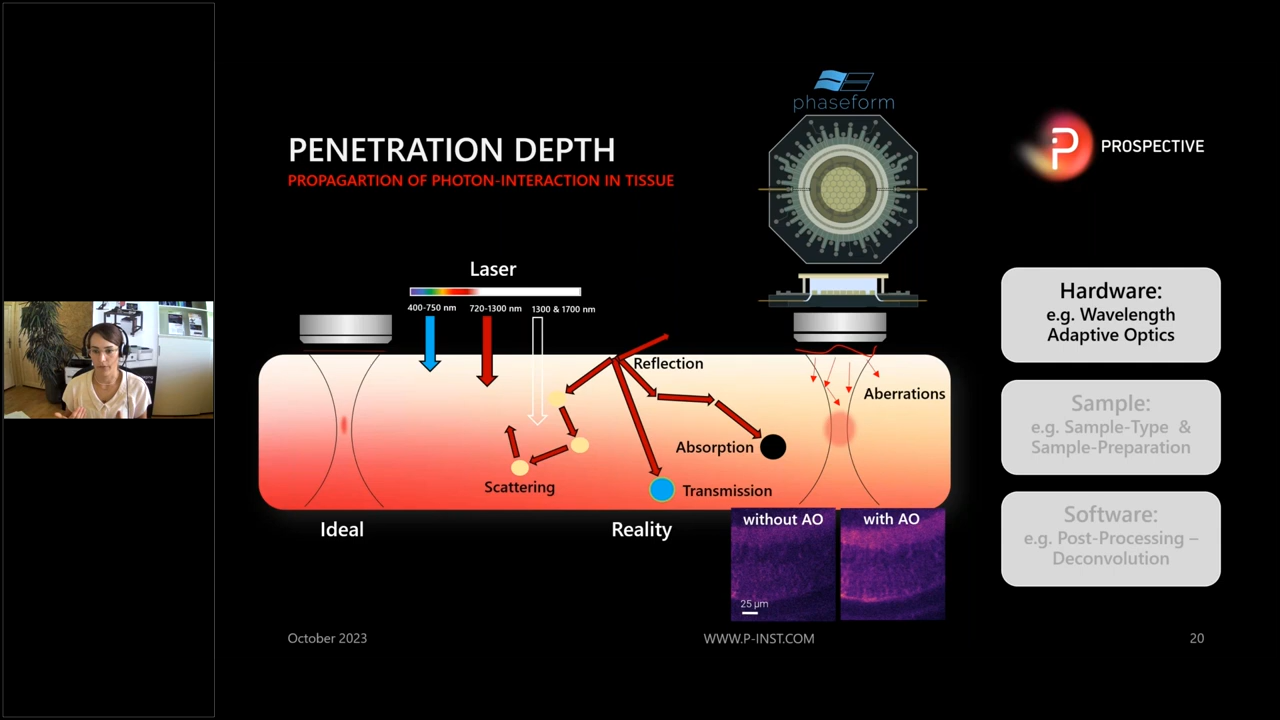 phaseform
PENETRATION DEPTH
PROPAGARTION OF PHOTON-INTERACTION IN TISSUE
PROSPECTIVE
Laser
400-750 nm
720-1300 nm
1300 & 1700 nm
Reflection
Aberrations
Absorption
Scattering
Transmission
Ideal
Reality
without AO
with AO
25 µm
Hardware:
e.g. Wavelength
Adaptive Optics
Sample:
e.g. Sample-Type &
Sample-Preparation
Software:
e.g. Post-Processing –
Deconvolution
October 2023
WWW.P-INST.COM
20